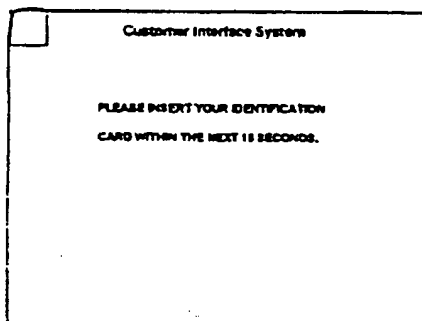 Customer Interface System
PLEASE INSERT YOUR IDENTIFICATION
CARD WITHIN THE NEXT 15 SECONDS.